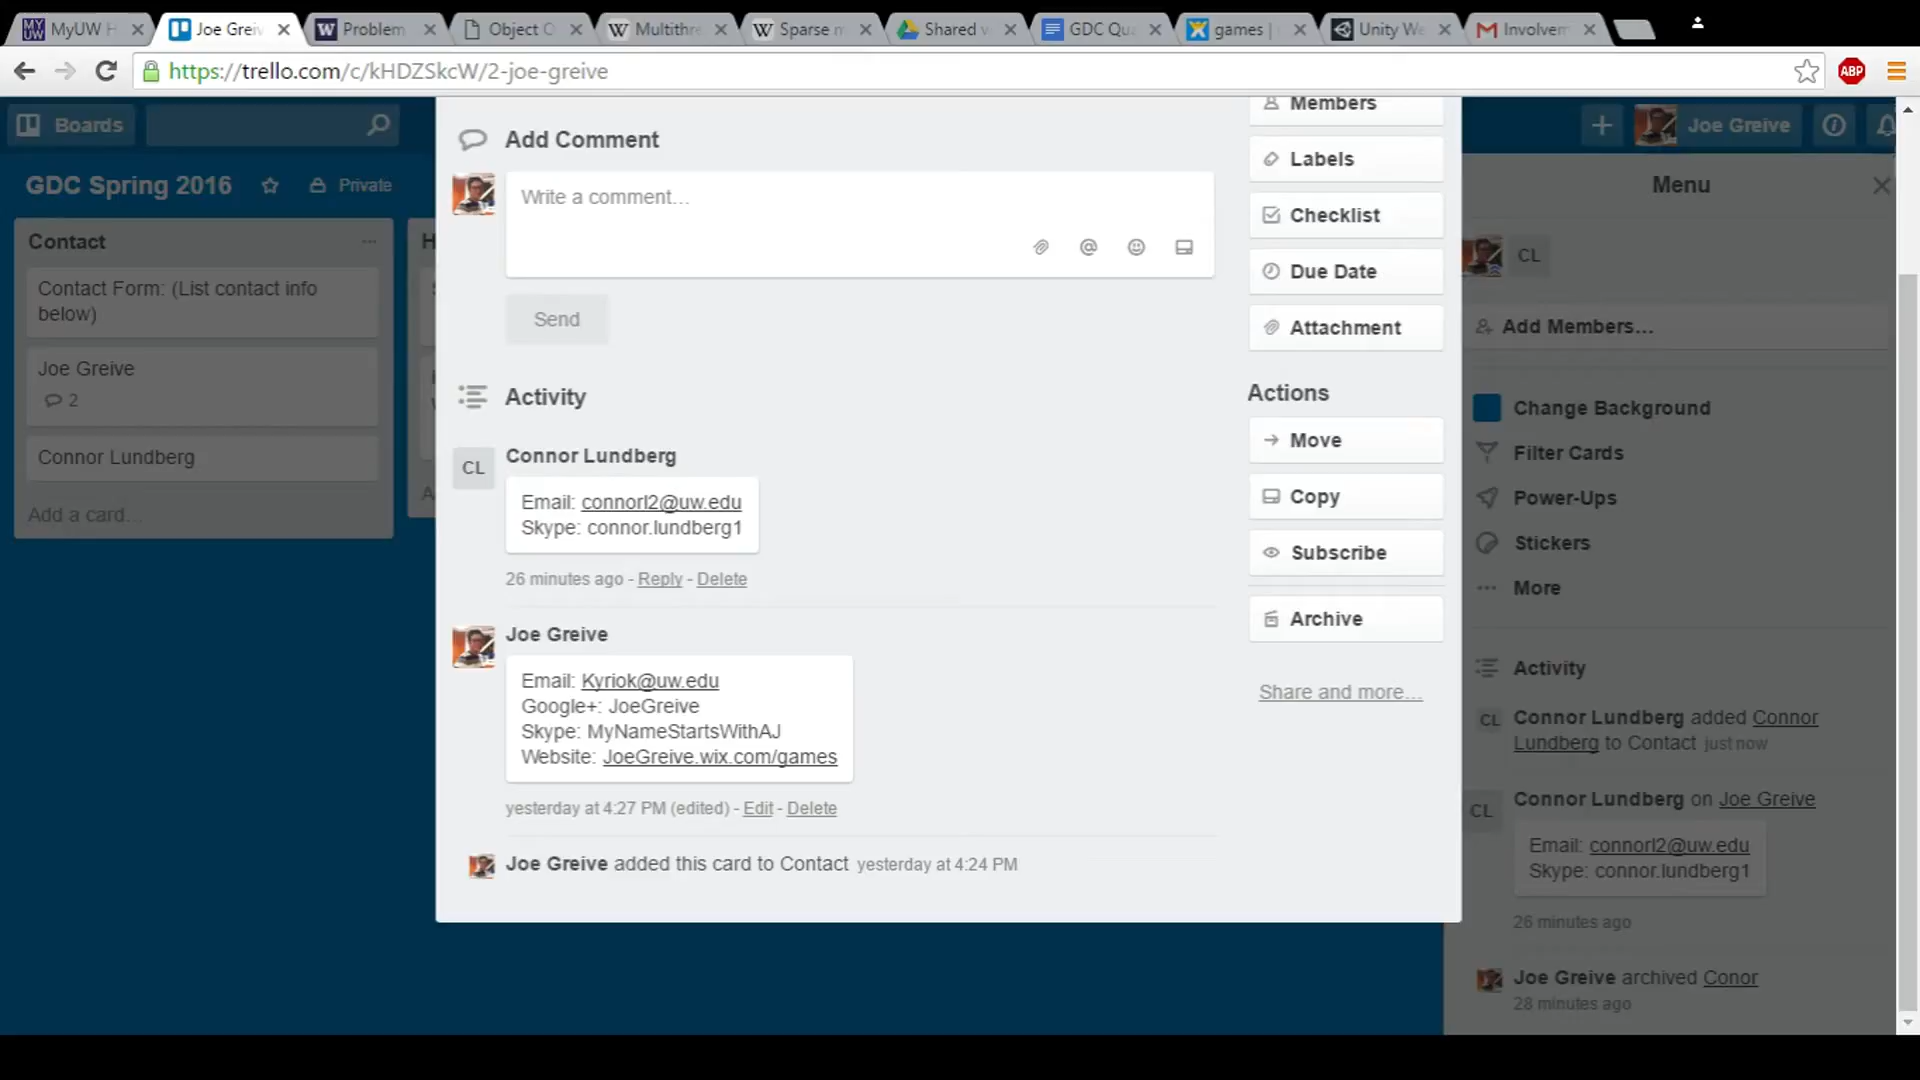 MyUW H
Joe Greiv
Problem
Object O
Multithre
Sparse m
Shared v
GDC Qua
games |
Unity We
Involvem
https://trello.com/c/kHDZSkcW/2-joe-greive
ABP
Boards
Joe Greive
GDC Spring 2016
Private
Contact
Contact Form: (List contact info
below)
Joe Greive
2
Connor Lundberg
Add a card…
Add Comment
Write a comment…
Send
Activity
CL
Connor Lundberg
Email: connorl2@uw.edu
Skype: connor.lundberg1
26 minutes ago - Reply - Delete
Joe Greive
Email: Kyriok@uw.edu
Google+: JoeGreive
Skype: MyNameStartsWithAJ
Website: JoeGreive.wix.com/games
yesterday at 4:27 PM (edited) - Edit - Delete
Joe Greive added this card to Contact yesterday at 4:24 PM
Members
Labels
Checklist
Due Date
Attachment
Actions
Move
Copy
Subscribe
Archive
Share and more…
Menu
CL
Add Members…
Change Background
Filter Cards
Power-Ups
Stickers
More
Activity
CL
Connor Lundberg added Connor
Lundberg to Contact just now
CL
Connor Lundberg on Joe Greive
Email: connorl2@uw.edu
Skype: connor.lundberg1
26 minutes ago
Joe Greive archived Conor
28 minutes ago